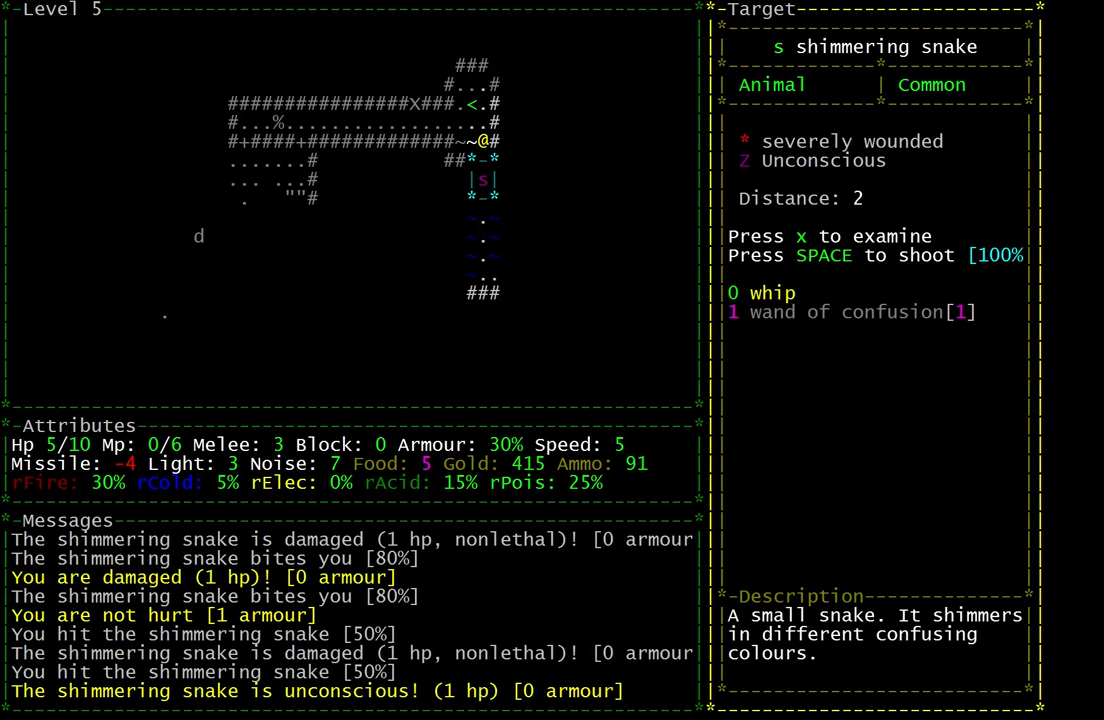 Level 5
###
#...#
################X###.<.#
#...%..................#
#+####+#############~~@#
.......# ##*-*
... ...# |s|
. ""# *-*
~.~
d ~.~
~.~
~..
###
.
Attributes
Hp 5/10 Mp: 0/6 Melee: 3 Block: 0 Armour: 30% Speed: 5
Missile: -4 Light: 3 Noise: 7 Food: 5 Gold: 415 Ammo: 91
rFire: 30% rCold: 5% rElec: 0% rAcid: 15% rPois: 25%
Messages
The shimmering snake is damaged (1 hp, nonlethal)! [0 armour
The shimmering snake bites you [80%]
You are damaged (1 hp)! [0 armour]
The shimmering snake bites you [80%]
You are not hurt [1 armour]
You hit the shimmering snake [50%]
The shimmering snake is damaged (1 hp, nonlethal)! [0 armour
You hit the shimmering snake [50%]
The shimmering snake is unconscious! (1 hp) [0 armour]
Target
s shimmering snake
Animal | Common
* severely wounded
Z Unconscious
Distance: 2
Press x to examine
Press SPACE to shoot [100%
0 whip
1 wand of confusion[1]
Description
A small snake. It shimmers
in different confusing
colours.